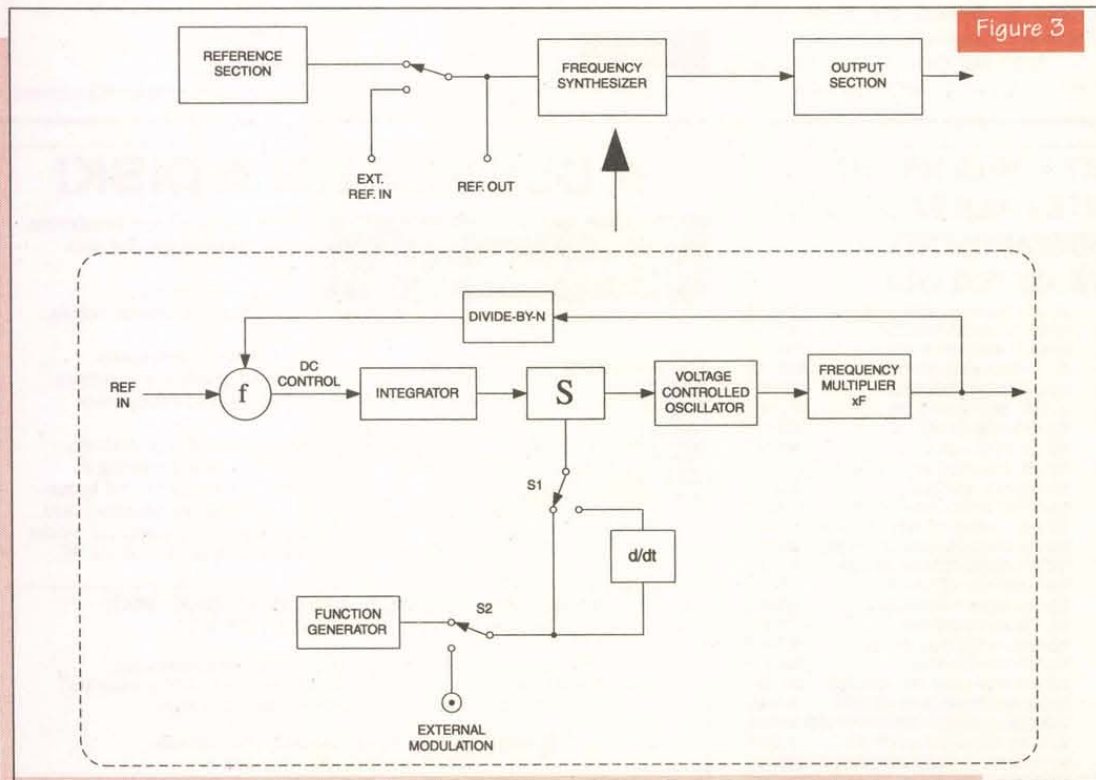 Figure 3
REFERENCE
SECTION
FREQUENCY
SYNTHESIZER
OUTPUT
SECTION
EXT.
REF. IN
REF. OUT
DIVIDE-BY-N
REF
IN
f
DC
CONTROL
INTEGRATOR
S
VOLTAGE
CONTROLLED
OSCILLATOR
FREQUENCY
MULTIPLIER
xF
S1
d/dt
FUNCTION
GENERATOR
S2
EXTERNAL
MODULATION